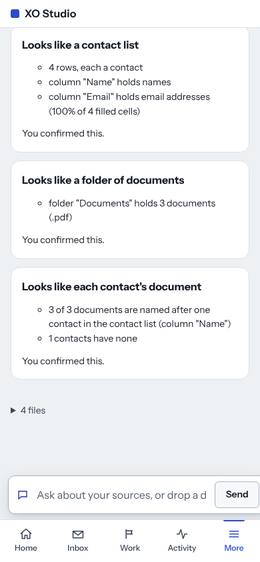 XO Studio
Looks like a contact list
4 rows, each a contact
column "Name" holds names
column "Email" holds email addresses
(100% of 4 filled cells)
You confirmed this.
Looks like a folder of documents
folder "Documents" holds 3 documents
(.pdf)
You confirmed this.
Looks like each contact's document
3 of 3 documents are named after one
contact in the contact list (column "Name")
1 contacts have none
You confirmed this.
4 files
Ask about your sources, or drop a d
Send
Home Inbox Work Activity More